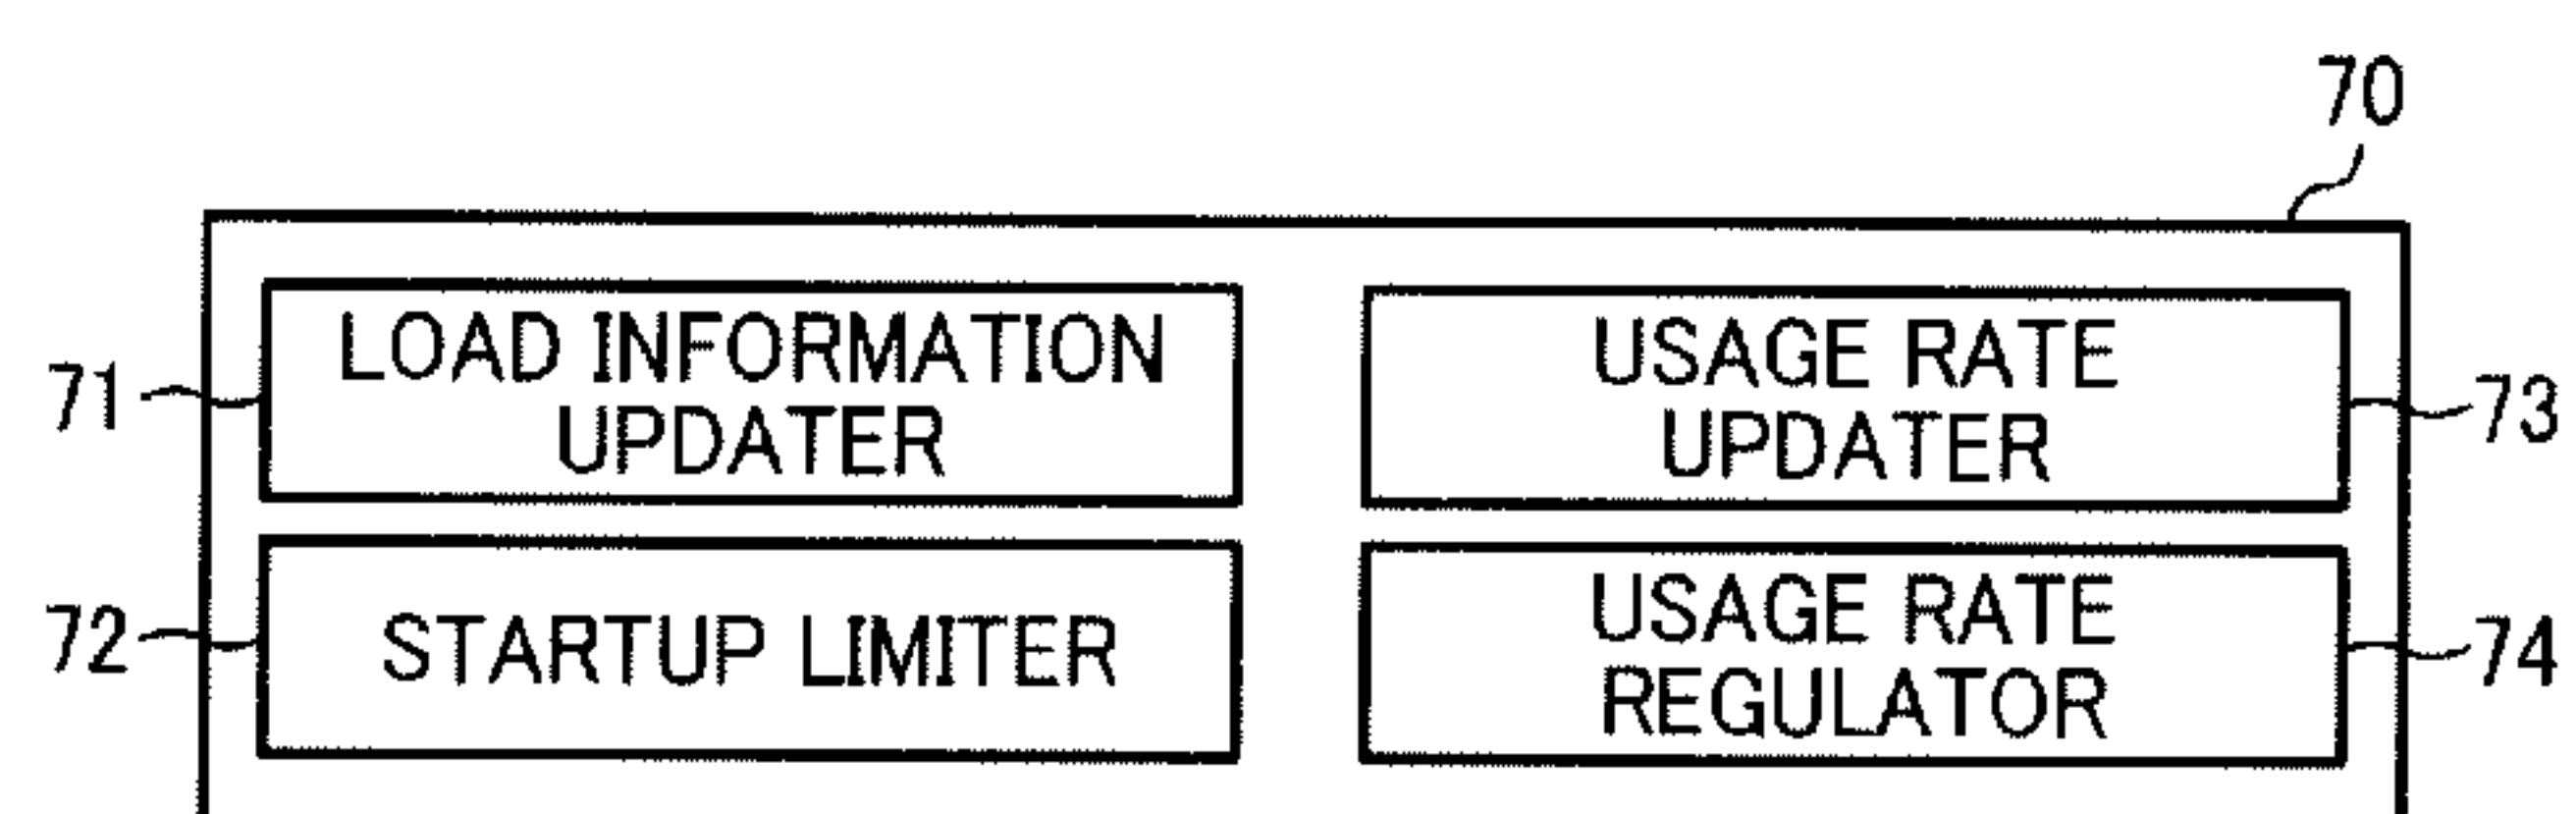 70
71
LOAD INFORMATION
UPDATER
USAGE RATE
UPDATER
73
72
STARTUP LIMITER
USAGE RATE
REGULATOR
74